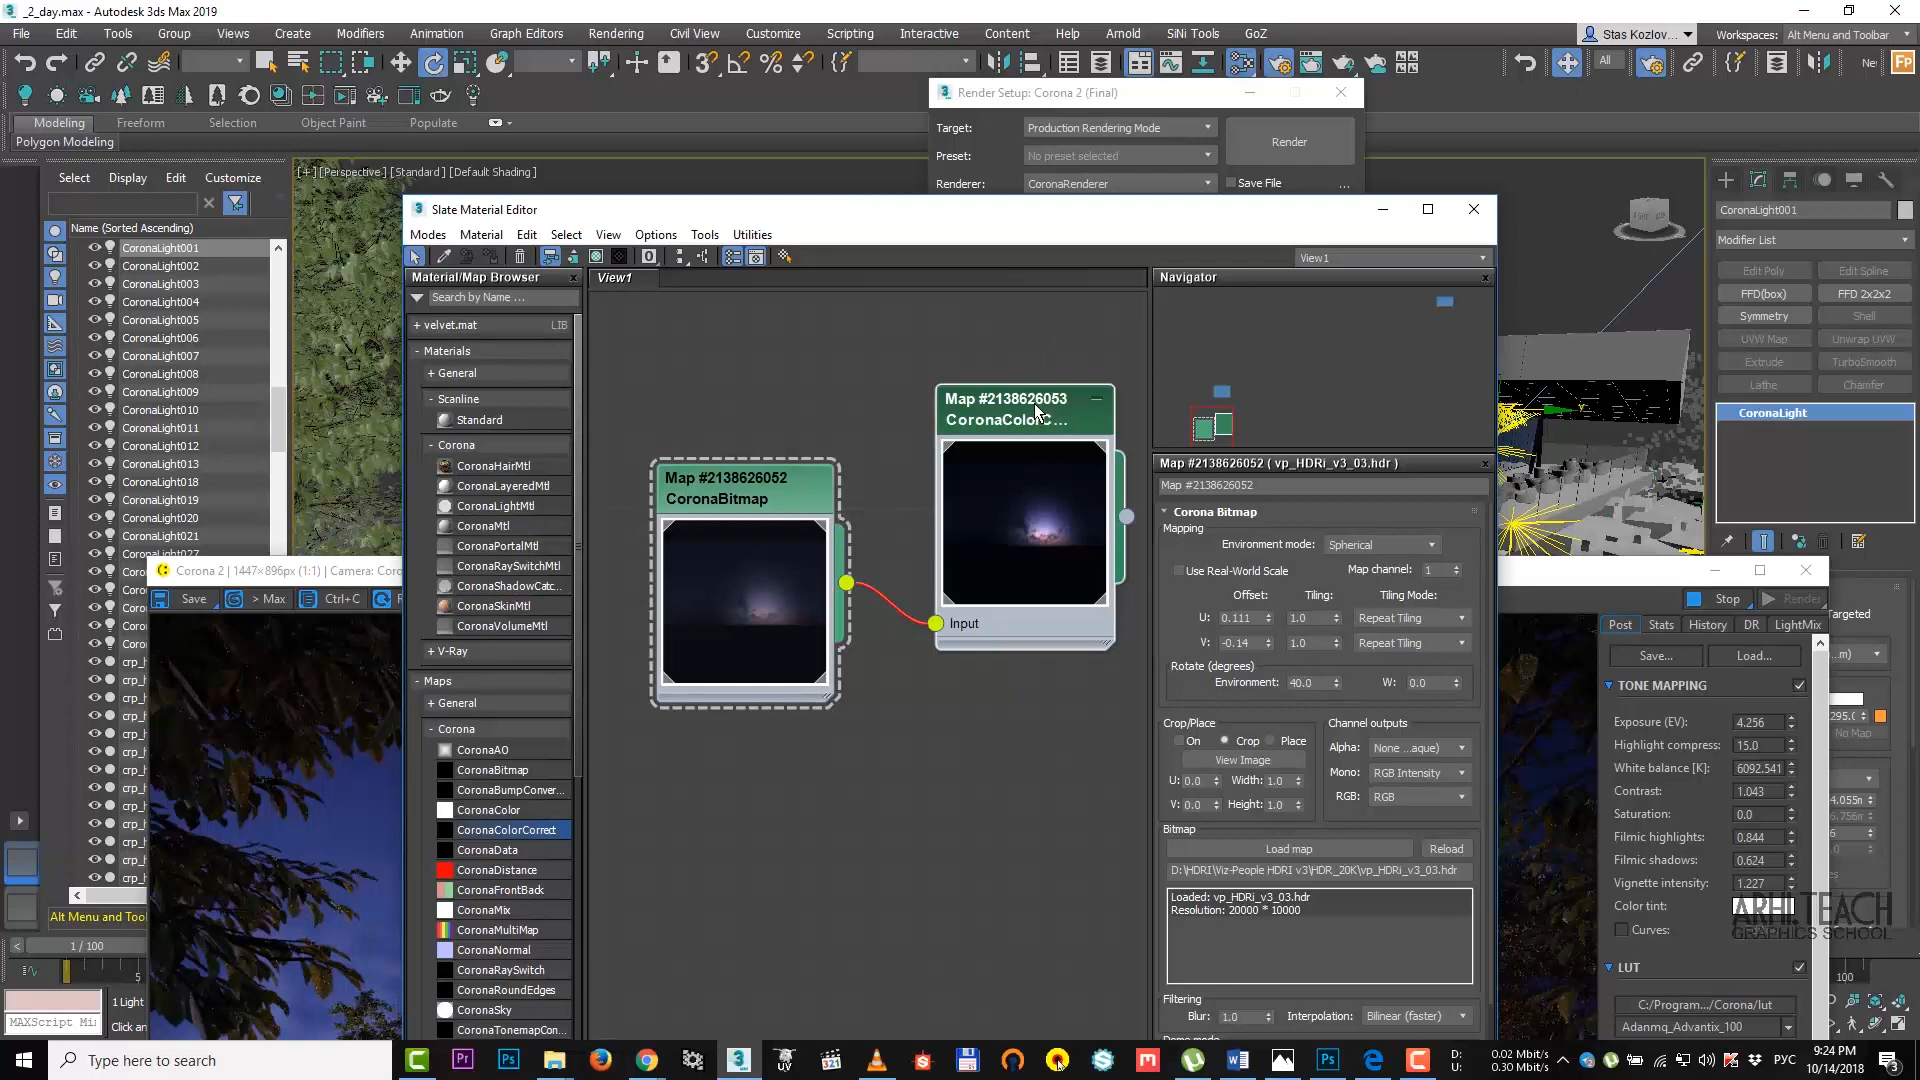 _2_day.max - Autodesk 3ds Max 2019
File Edit Tools Group Views Create Modifiers Animation Graph Editors Rendering Civil View Customize Scripting Interactive Content Help Arnold SiNi Tools GoZ
Stas Kozlov... Workspaces: Alt Menu and Toolbar
All
Modeling Freeform Selection Object Paint Populate
Polygon Modeling
Render Setup: Corona 2 (Final)
Target: Production Rendering Mode
Render
Preset: No preset selected
Renderer: CoronaRenderer
Save File ...
[+] [Perspective] [Standard] [Default Shading]
Select Display Edit Customize
Name (Sorted Ascending)
CoronaLight001
CoronaLight002
CoronaLight003
CoronaLight004
CoronaLight005
CoronaLight006
CoronaLight007
CoronaLight008
CoronaLight009
CoronaLight010
CoronaLight011
CoronaLight012
CoronaLight013
CoronaLight018
CoronaLight019
CoronaLight020
CoronaLight021
CoronaLight027
Slate Material Editor
Modes Material Edit Select View Options Tools Utilities
View1
Material/Map Browser
Search by Name ...
+ velvet.mat LIB
- Materials
+ General
- Scanline
Standard
- Corona
CoronaHairMtl
CoronaLayeredMtl
CoronaLightMtl
CoronaMtl
CoronaPortalMtl
CoronaRaySwitchMtl
CoronaShadowCatc...
CoronaSkinMtl
CoronaVolumeMtl
+ V-Ray
- Maps
+ General
- Corona
CoronaAO
CoronaBitmap
CoronaBumpConver...
CoronaColor
CoronaColorCorrect
CoronaData
CoronaDistance
CoronaFrontBack
CoronaMix
CoronaMultiMap
CoronaNormal
CoronaRaySwitch
CoronaRoundEdges
CoronaSky
CoronaTonemapCon...
View1
Map #2138626052
CoronaBitmap
Map #2138626053
CoronaColorC...
Input
Navigator
Map #2138626052 ( vp_HDRi_v3_03.hdr )
Map #2138626052
Corona Bitmap
Mapping
Environment mode: Spherical
Use Real-World Scale Map channel: 1
Offset: Tiling: Tiling Mode:
U: 0.111 1.0 Repeat Tiling
V: -0.14 1.0 Repeat Tiling
Rotate (degrees)
Environment: 40.0 W: 0.0
Crop/Place
On Crop Place
View Image
U: 0.0 Width: 1.0
V: 0.0 Height: 1.0
Channel outputs
Alpha: None ...aque)
Mono: RGB Intensity
RGB: RGB
Bitmap
Load map Reload
D:\HDRI\Viz-People HDRI v3\HDR_20K\vp_HDRi_v3_03.hdr
Loaded: vp_HDRi_v3_03.hdr
Resolution: 20000 * 10000
Filtering
Blur: 1.0 Interpolation: Bilinear (faster)
CoronaLight001
Modifier List
Edit Poly Edit Spline
FFD(box) FFD 2x2x2
Symmetry Shell
UVW Map Unwrap UVW
Extrude TurboSmooth
Lathe Chamfer
CoronaLight
Targeted
No Map
Corona 2 | 1447×896px (1:1) | Camera: Coro
Save > Max Ctrl+C
Stop Render
Post Stats History DR LightMix
Save... Load...
TONE MAPPING
Exposure (EV): 4.256
Highlight compress: 15.0
White balance [K]: 6092.541
Contrast: 1.043
Saturation: 0.0
Filmic highlights: 0.844
Filmic shadows: 0.624
Vignette intensity: 1.227
Color tint:
Curves:
LUT
C:/Program.../Corona/lut
Adanmq_Advantix_100
ARHI.TEACH
GRAPHICS SCHOOL
Alt Menu and Too
1 / 100
5
100
1 Light
MAXScript Mi
Click an
Type here to search
D: 0.02 Mbit/s
U: 0.30 Mbit/s
РУС
9:24 PM
10/14/2018